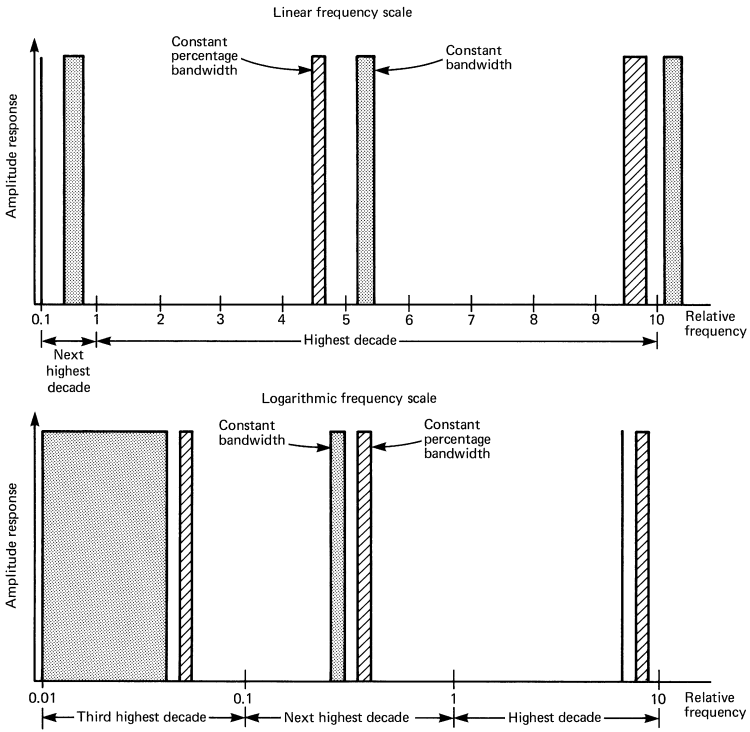 Linear frequency scale
Constant
percentage
bandwidth
Constant
bandwidth
Amplitude response
0.1 1 2 3 4 5 6 7 8 9 10 Relative
frequency
Next
highest
decade
Highest decade
Logarithmic frequency scale
Constant
bandwidth
Constant
percentage
bandwidth
Amplitude response
0.01 0.1 1 10 Relative
frequency
Third highest decade Next highest decade Highest decade